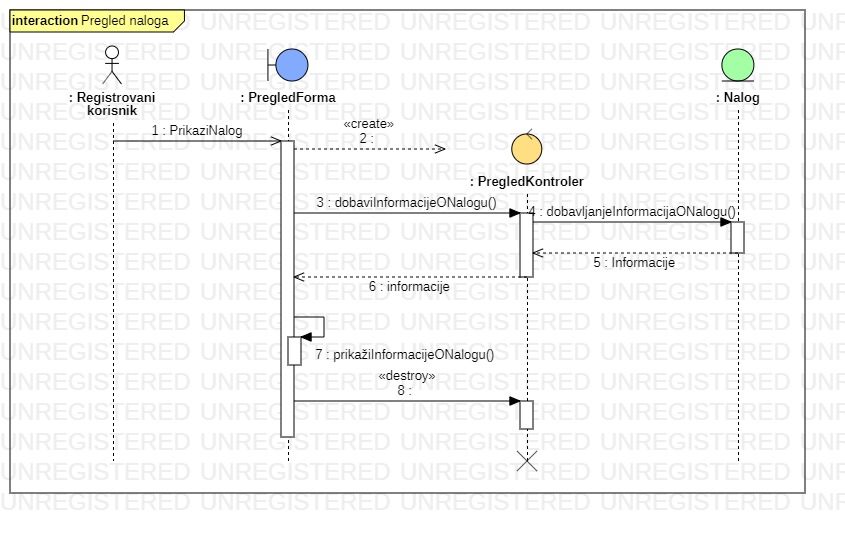 interaction Pregled naloga
: Registrovani
korisnik
: PregledForma
: Nalog
1 : PrikaziNalog
«create»
2 :
: PregledKontroler
3 : dobaviInformacijeONalogu()
4 : dobavljanjeInformacijaONalogu()
5 : Informacije
6 : informacije
7 : prikažiInformacijeONalogu()
«destroy»
8 :
UNREGISTERED UNREGISTERED UNREGISTERED UNREGISTERED UNR